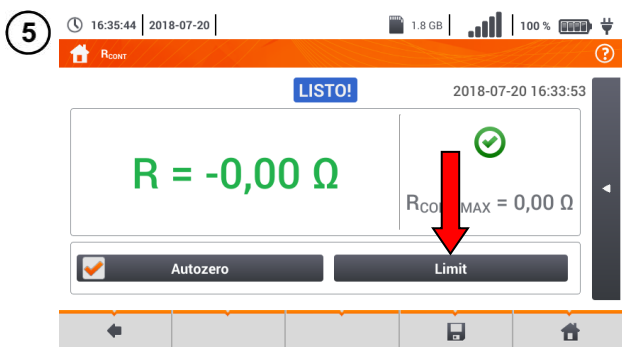 5
16:35:44 2018-07-20 1.8 GB 100 %
RCONT ?
LISTO! 2018-07-20 16:33:53
R = -0,00 Ω
RCO MAX = 0,00 Ω
Autozero Limit